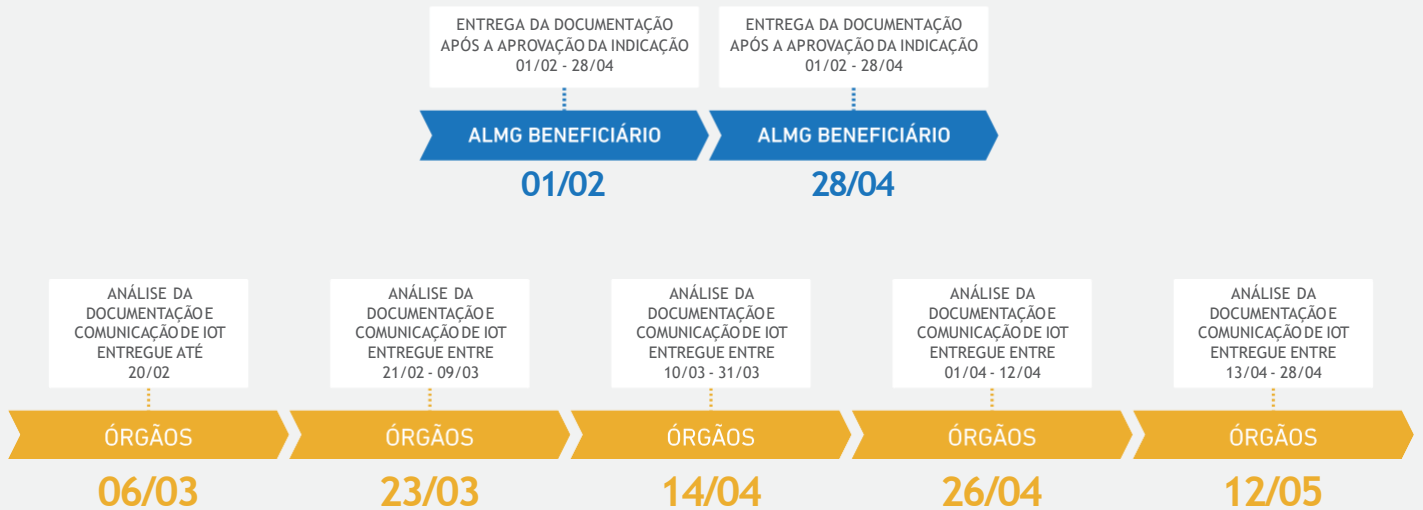 ENTREGA DA DOCUMENTAÇÃO
APÓS A APROVAÇÃO DA INDICAÇÃO
01/02 - 28/04
ALMG BENEFICIÁRIO
01/02
ENTREGA DA DOCUMENTAÇÃO
APÓS A APROVAÇÃO DA INDICAÇÃO
01/02 - 28/04
ALMG BENEFICIÁRIO
28/04
ANÁLISE DA
DOCUMENTAÇÃO E
COMUNICAÇÃO DE IOT
ENTREGUE ATÉ
20/02
ÓRGÃOS
06/03
ANÁLISE DA
DOCUMENTAÇÃO E
COMUNICAÇÃO DE IOT
ENTREGUE ENTRE
21/02 - 09/03
ÓRGÃOS
23/03
ANÁLISE DA
DOCUMENTAÇÃO E
COMUNICAÇÃO DE IOT
ENTREGUE ENTRE
10/03 - 31/03
ÓRGÃOS
14/04
ANÁLISE DA
DOCUMENTAÇÃO E
COMUNICAÇÃO DE IOT
ENTREGUE ENTRE
01/04 - 12/04
ÓRGÃOS
26/04
ANÁLISE DA
DOCUMENTAÇÃO E
COMUNICAÇÃO DE IOT
ENTREGUE ENTRE
13/04 - 28/04
ÓRGÃOS
12/05